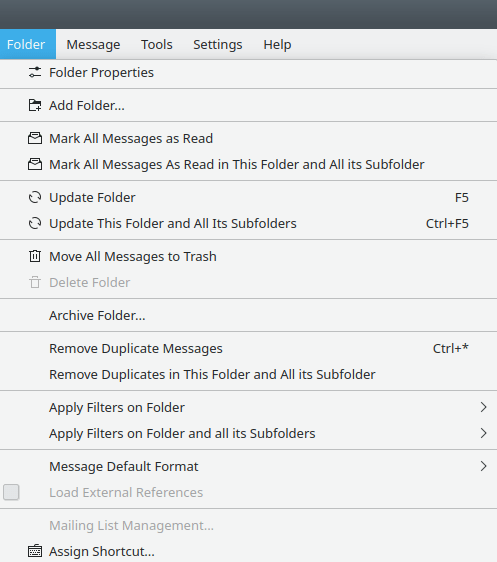 Folder Message Tools Settings Help
Folder Properties
Add Folder...
Mark All Messages as Read
Mark All Messages As Read in This Folder and All its Subfolder
Update Folder F5
Update This Folder and All Its Subfolders Ctrl+F5
Move All Messages to Trash
Delete Folder
Archive Folder...
Remove Duplicate Messages Ctrl+*
Remove Duplicates in This Folder and All its Subfolder
Apply Filters on Folder
Apply Filters on Folder and all its Subfolders
Message Default Format
Load External References
Mailing List Management...
Assign Shortcut...